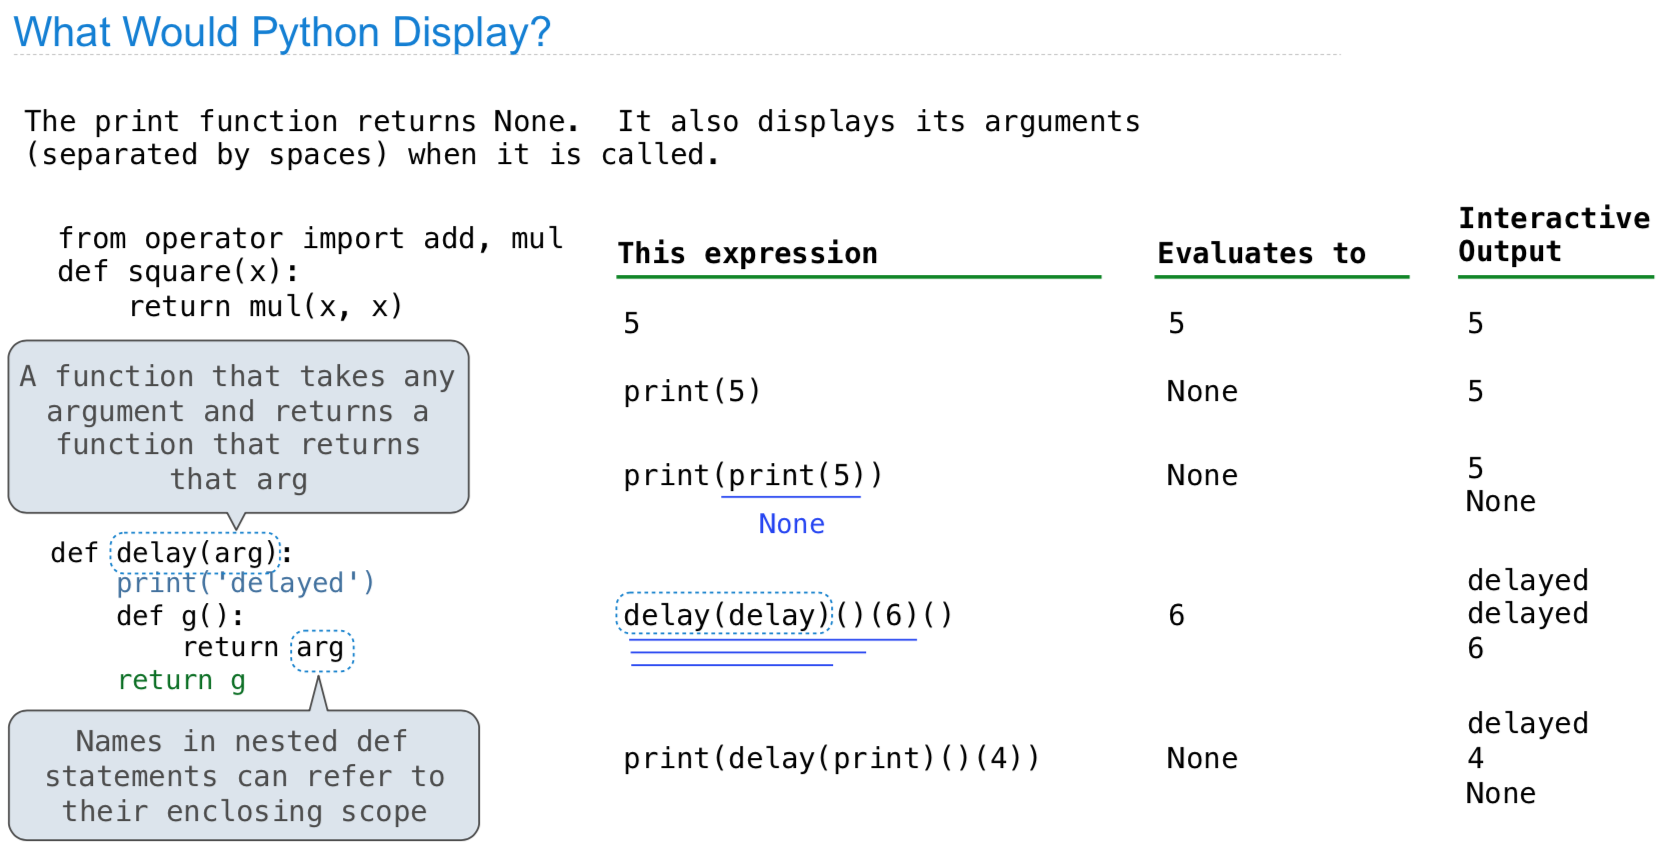 What Would Python Display?
The print function returns None.  It also displays its arguments
(separated by spaces) when it is called.
from operator import add, mul
def square(x):
    return mul(x, x)
A function that takes any
argument and returns a
function that returns
that arg
def delay(arg):
    print('delayed')
    def g():
        return arg
    return g
Names in nested def
statements can refer to
their enclosing scope
This expression
Evaluates to
Interactive
Output
5
5
5
print(5)
None
5
print(print(5))
None
None
5
None
delay(delay)()(6)()
6
delayed
delayed
6
print(delay(print)()(4))
None
delayed
4
None